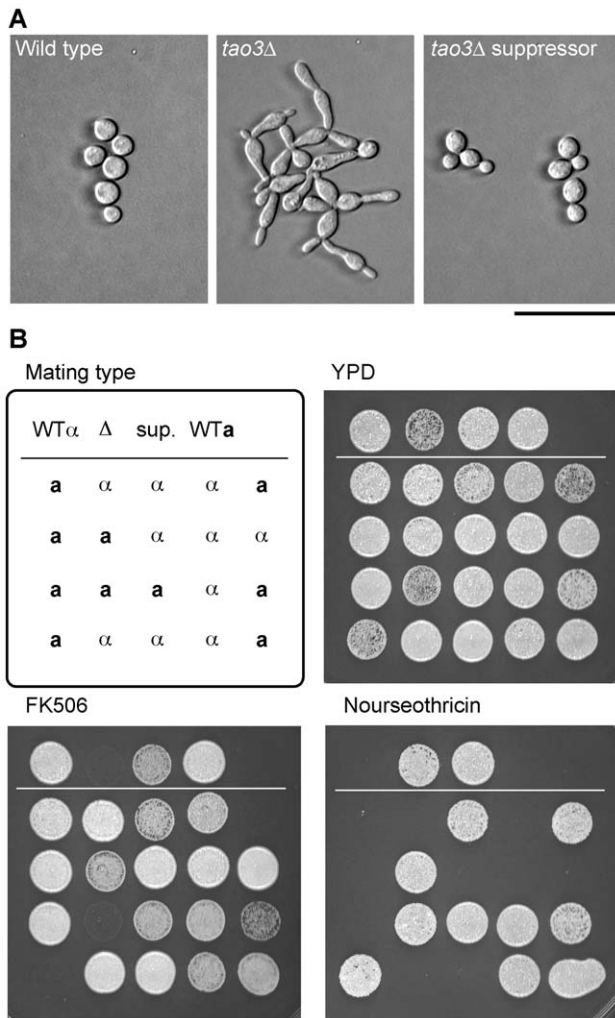 A
Wild type
tao3Δ
tao3Δ suppressor
B
Mating type
YPD
WTα Δ sup. WTa
a α α α a
a a α α α
a a a α a
a α α α a
FK506
Nourseothricin